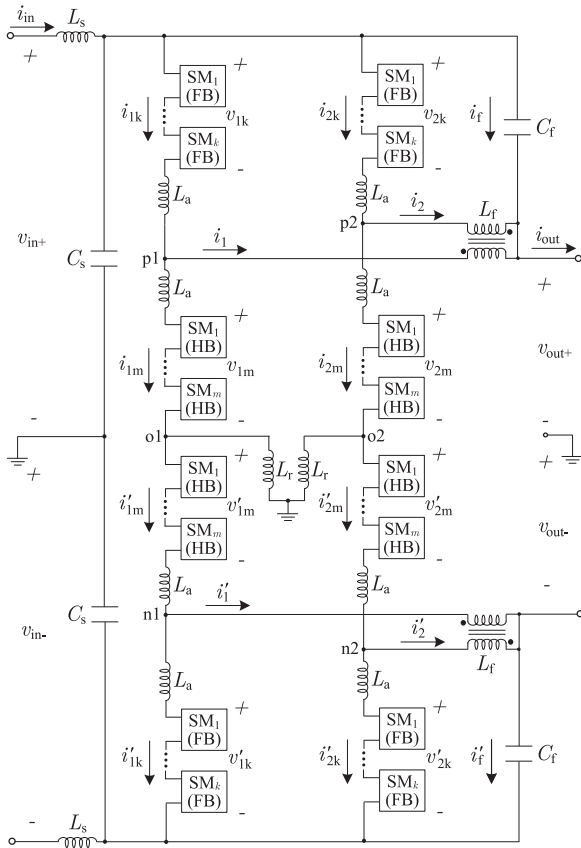 i_in L_s
+ +
SM_1 (FB) SM_1 (FB)
i_1k v_1k i_2k v_2k i_f C_f
SM_k (FB) SM_k (FB)
- -
L_a L_a i_2 L_f
p2 i_out
v_in+ i_1
C_s p1 +
L_a L_a
+ +
SM_1 (HB) SM_1 (HB)
i_1m v_1m i_2m v_2m v_out+
SM_m (HB) SM_m (HB)
- - - -
o1 o2
+ + + +
SM_1 (HB) L_r L_r SM_1 (HB)
i'_1m v'_1m i'_2m v'_2m
SM_m (HB) SM_m (HB) v_out-
- -
L_a L_a -
C_s i'_1
n1
v_in- i'_2
n2 L_f
L_a L_a
+ +
SM_1 (FB) SM_1 (FB)
i'_1k v'_1k i'_2k v'_2k i'_f C_f
SM_k (FB) SM_k (FB)
- - -
L_s